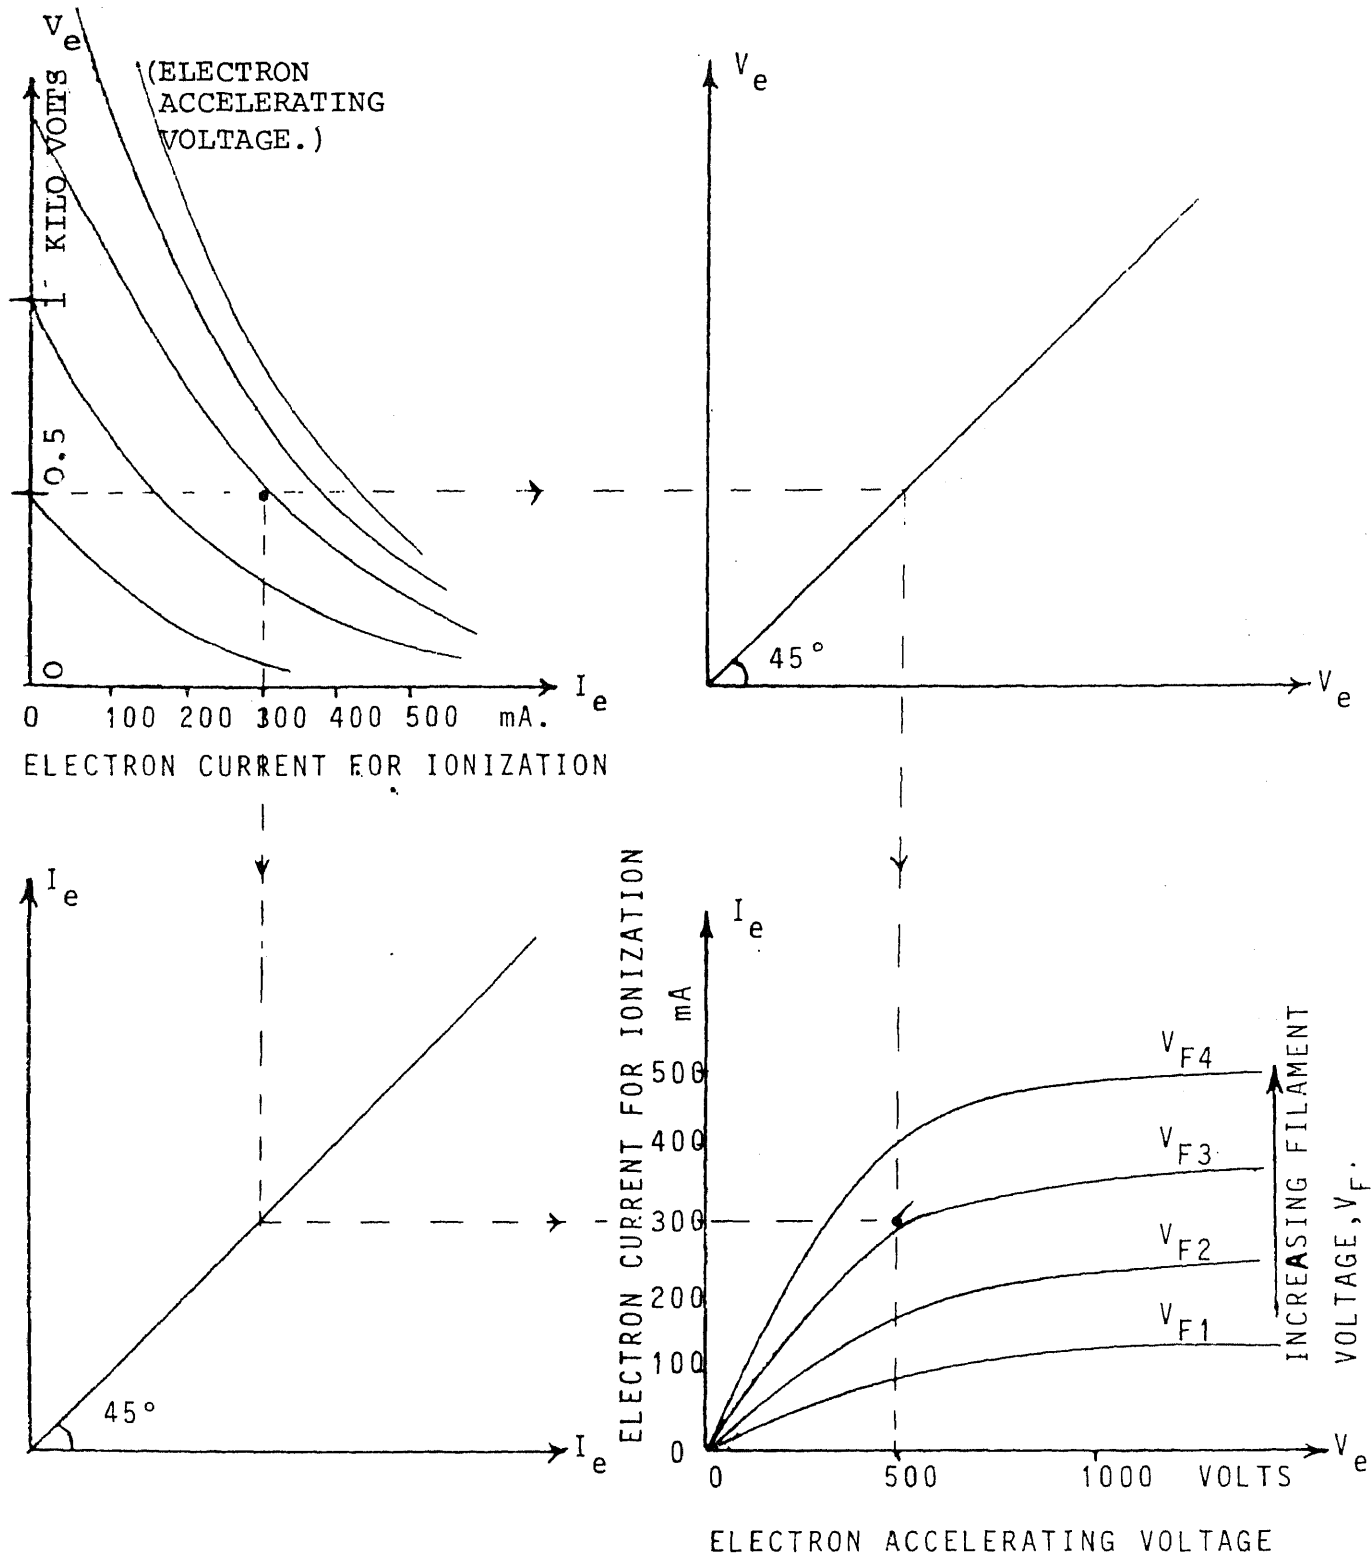 Ve
(ELECTRON
ACCELERATING
VOLTAGE.)
KILO VOLTS
1
0.5
0
0 100 200 300 400 500 mA.
Ie
ELECTRON CURRENT FOR IONIZATION
Ve
45°
Ve
Ie
45°
Ie
ELECTRON CURRENT FOR IONIZATION
mA
Ie
500
400
300
200
100
0
VF4
VF3
VF2
VF1
INCREASING FILAMENT
VOLTAGE, VF.
0 500 1000 VOLTS
Ve
ELECTRON ACCELERATING VOLTAGE